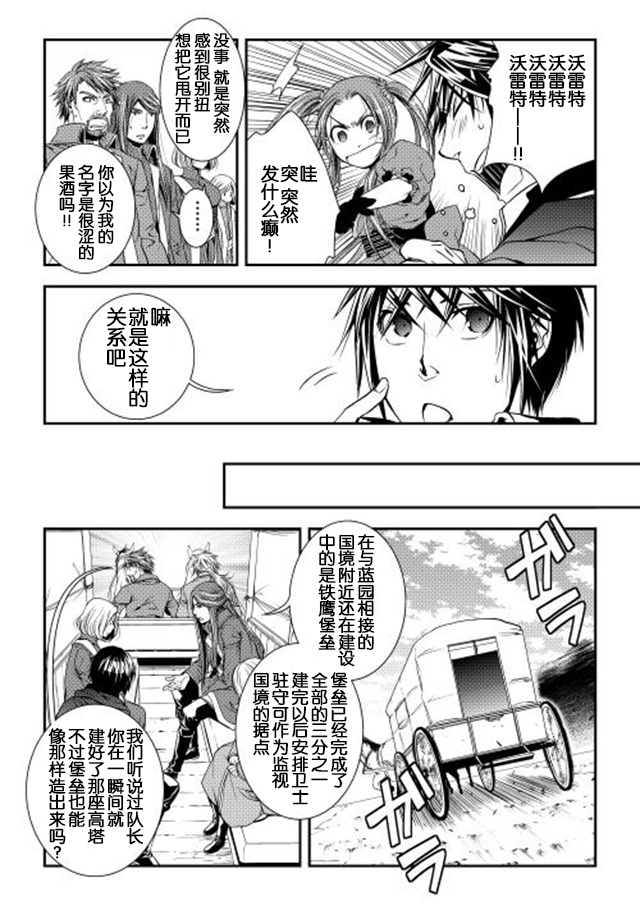 沃雷特
沃雷特
沃雷特
沃雷特
——!!
哇
突 突然
发什么癫!
没事 就是突然
感到很别扭
想把它甩开而已
……
你以为我的
名字是很涩的
果酒吗!!
嘛
就是这样的
关系吧
在与蓝园相接的
国境附近还在建设
中的是铁鹰堡垒
堡垒已经完成了
全部的三分之一
建完以后安排卫士
驻守可作为监视
国境的据点
ガラ
ガラ
我们听说过队长
你在一瞬间就
建好了那座高塔
不过堡垒也能
像那样造出来吗?